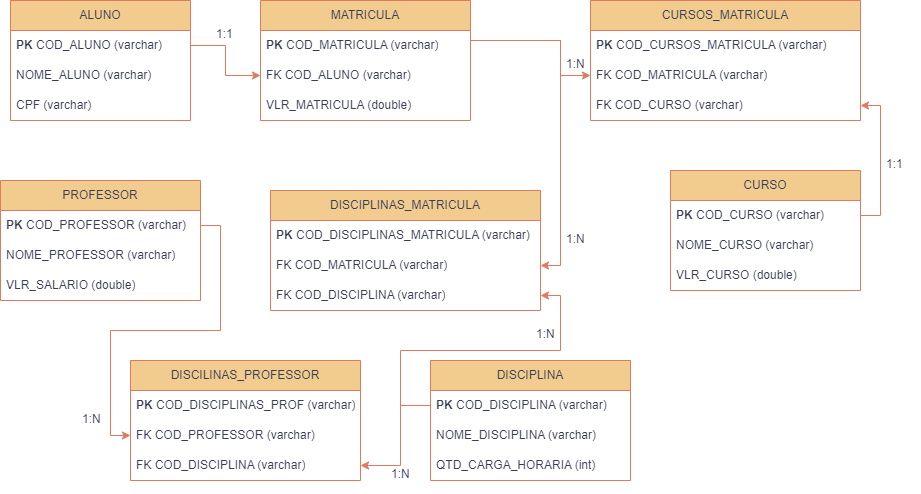 ALUNO
PK COD_ALUNO (varchar)
NOME_ALUNO (varchar)
CPF (varchar)
1:1
MATRICULA
PK COD_MATRICULA (varchar)
FK COD_ALUNO (varchar)
VLR_MATRICULA (double)
1:N
CURSOS_MATRICULA
PK COD_CURSOS_MATRICULA (varchar)
FK COD_MATRICULA (varchar)
FK COD_CURSO (varchar)
1:1
PROFESSOR
PK COD_PROFESSOR (varchar)
NOME_PROFESSOR (varchar)
VLR_SALARIO (double)
DISCIPLINAS_MATRICULA
PK COD_DISCIPLINAS_MATRICULA (varchar)
FK COD_MATRICULA (varchar)
FK COD_DISCIPLINA (varchar)
1:N
CURSO
PK COD_CURSO (varchar)
NOME_CURSO (varchar)
VLR_CURSO (double)
1:N
DISCILINAS_PROFESSOR
PK COD_DISCIPLINAS_PROF (varchar)
FK COD_PROFESSOR (varchar)
FK COD_DISCIPLINA (varchar)
1:N
1:N
DISCIPLINA
PK COD_DISCIPLINA (varchar)
NOME_DISCIPLINA (varchar)
QTD_CARGA_HORARIA (int)